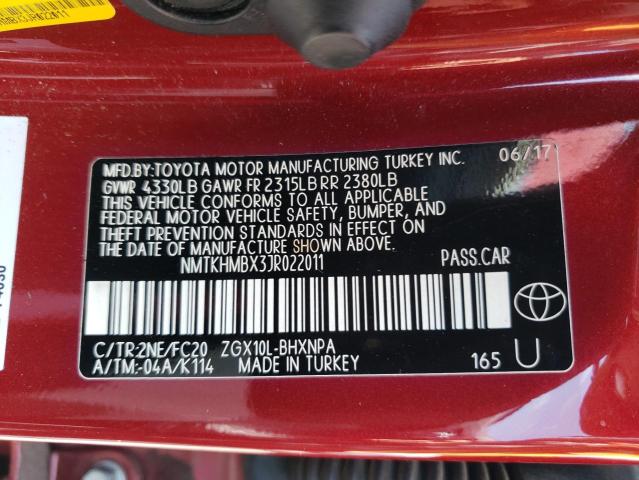 MBX3JR022011
MFD.BY:TOYOTA MOTOR MANUFACTURING TURKEY INC. 06/17
GVWR 4330LB GAWR FR 2315LB RR 2380LB
THIS VEHICLE CONFORMS TO ALL APPLICABLE
FEDERAL MOTOR VEHICLE SAFETY, BUMPER, AND
THEFT PREVENTION STANDARDS IN EFFECT ON
THE DATE OF MANUFACTURE SHOWN ABOVE.
NMTKHMBX3JR022011 PASS.CAR
C/TR:2NE/FC20 ZGX10L-BHXNPA
A/TM:-04A/K114 MADE IN TURKEY 165 U